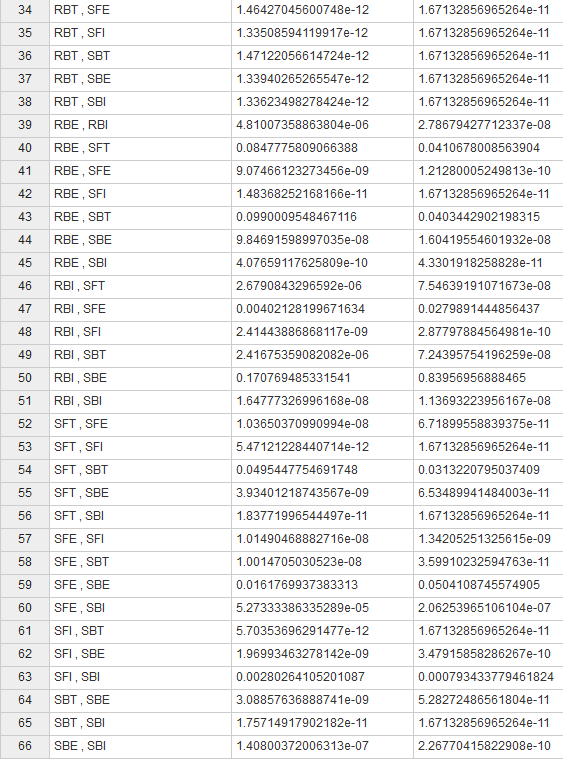 34 RBT , SFE 1.46427045600748e-12 1.67132856965264e-11
35 RBT , SFI 1.33508594119917e-12 1.67132856965264e-11
36 RBT , SBT 1.47122056614724e-12 1.67132856965264e-11
37 RBT , SBE 1.33940265265547e-12 1.67132856965264e-11
38 RBT , SBI 1.33623498278424e-12 1.67132856965264e-11
39 RBE , RBI 4.81007358863804e-06 2.78679427712337e-08
40 RBE , SFT 0.0847775809066388 0.0410678008563904
41 RBE , SFE 9.07466123273456e-09 1.21280005249813e-10
42 RBE , SFI 1.48368252168166e-11 1.67132856965264e-11
43 RBE , SBT 0.0990009548467116 0.0403442902198315
44 RBE , SBE 9.84691598997035e-08 1.60419554601932e-08
45 RBE , SBI 4.07659117625809e-10 4.3301918258828e-11
46 RBI , SFT 2.6790843296592e-06 7.54639191071673e-08
47 RBI , SFE 0.00402128199671634 0.0279891444856437
48 RBI , SFI 2.41443886868117e-09 2.87797884564981e-10
49 RBI , SBT 2.41675359082082e-06 7.24395754196259e-08
50 RBI , SBE 0.170769485331541 0.83956956888465
51 RBI , SBI 1.64777326996168e-08 1.13693223956167e-08
52 SFT , SFE 1.03650370990994e-08 6.71899558839375e-11
53 SFT , SFI 5.47121228440714e-12 1.67132856965264e-11
54 SFT , SBT 0.0495447754691748 0.0313220795037409
55 SFT , SBE 3.93401218743567e-09 6.53489941484003e-11
56 SFT , SBI 1.83771996544497e-11 1.67132856965264e-11
57 SFE , SFI 1.01490468882716e-08 1.34205251325615e-09
58 SFE , SBT 1.0014705030523e-08 3.59910232594763e-11
59 SFE , SBE 0.0161769937383313 0.0504108745574905
60 SFE , SBI 5.27333386335289e-05 2.06253965106104e-07
61 SFI , SBT 5.70353696291477e-12 1.67132856965264e-11
62 SFI , SBE 1.96993463278142e-09 3.47915858286267e-10
63 SFI , SBI 0.00280264105201087 0.000793433779461824
64 SBT , SBE 3.08857636888741e-09 5.28272486561804e-11
65 SBT , SBI 1.75714917902182e-11 1.67132856965264e-11
66 SBE , SBI 1.40800372006313e-07 2.26770415822908e-10